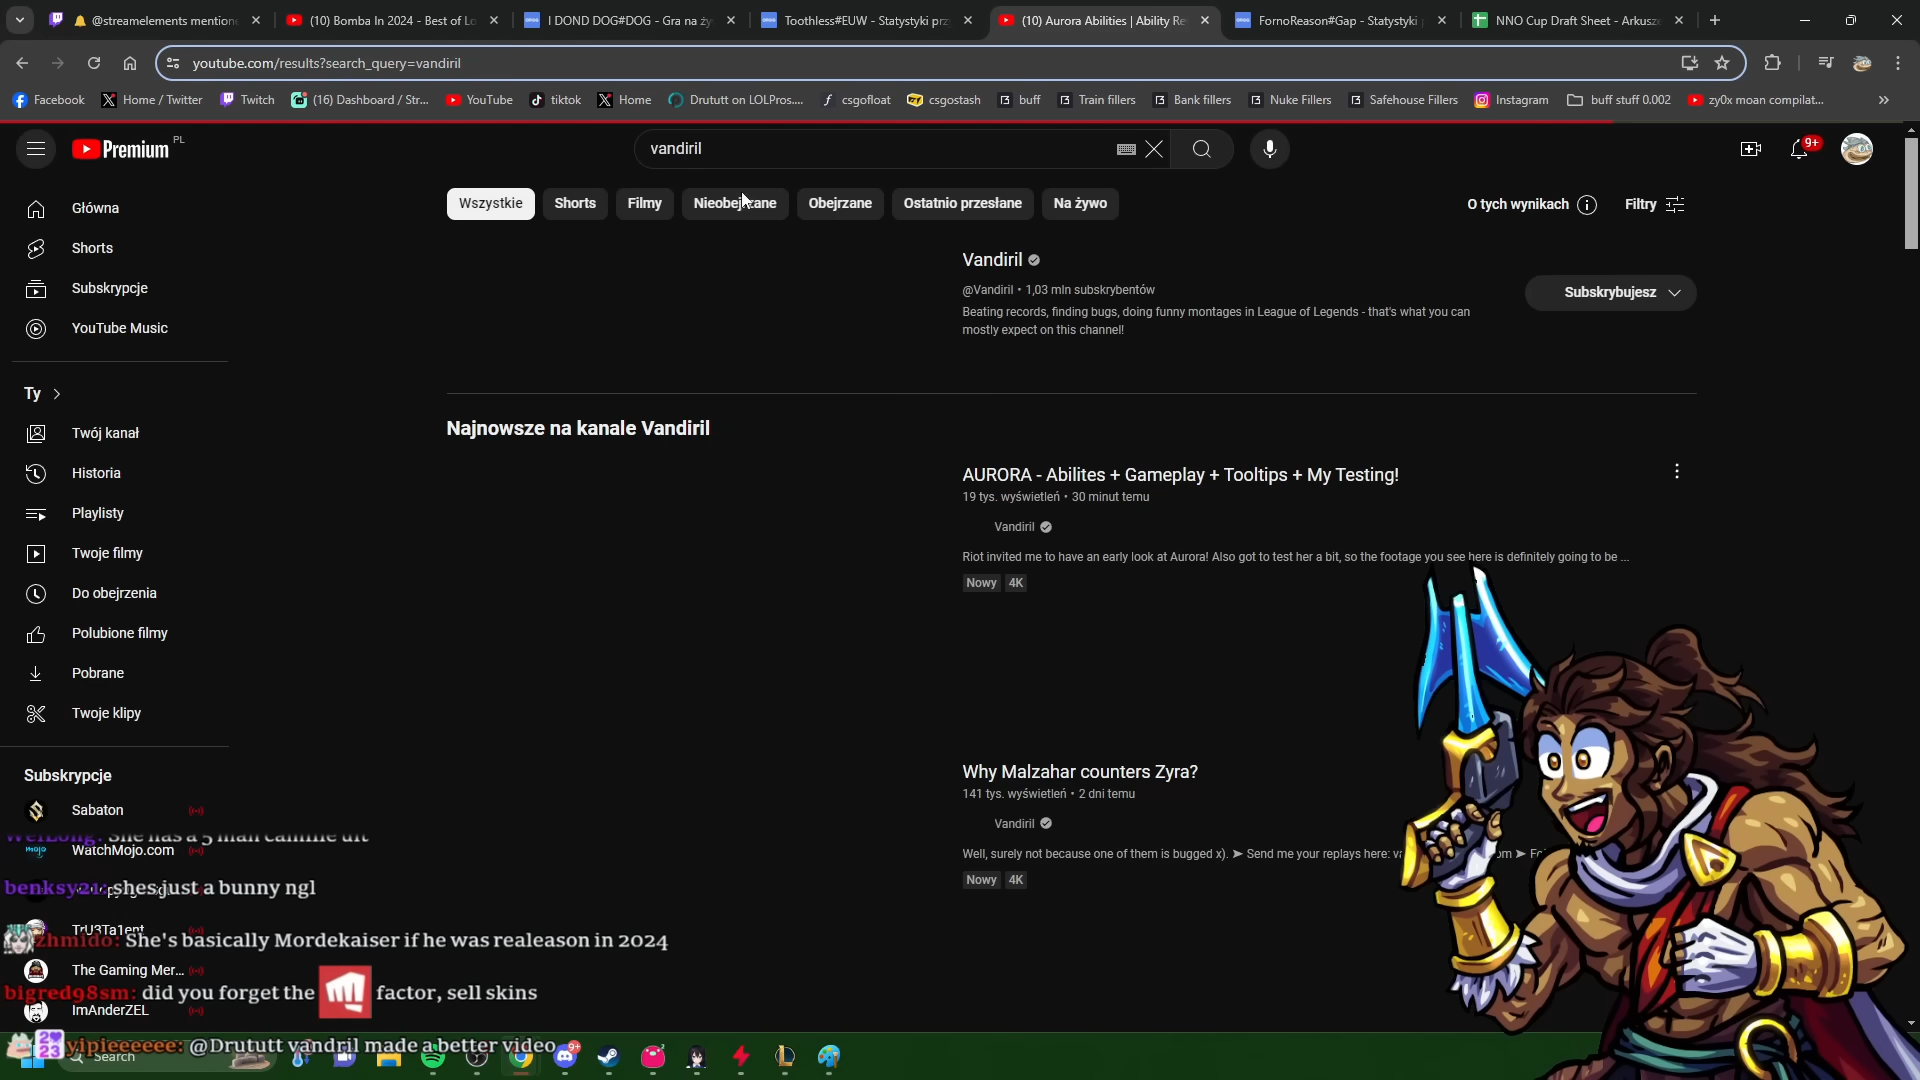 @streamelements mention
(10) Bomba In 2024 - Best of Lo
I DOND DOG#DOG - Gra na ży
Toothless#EUW - Statystyki prz
(10) Aurora Abilities | Ability Re
FornoReason#Gap - Statystyki
NNO Cup Draft Sheet - Arkusz
youtube.com/results?search_query=vandiril
Facebook
Home / Twitter
Twitch
(16) Dashboard / Str...
YouTube
tiktok
Home
Drututt on LOLPros....
csgofloat
csgostash
buff
Train fillers
Bank fillers
Nuke Fillers
Safehouse Fillers
Instagram
buff stuff 0.002
zy0x moan compilat...
Premium PL
vandiril
9+
Wszystkie
Shorts
Filmy
Nieobejrzane
Obejrzane
Ostatnio przesłane
Na żywo
O tych wynikach
Filtry
Główna
Shorts
Subskrypcje
YouTube Music
Ty
Twój kanał
Historia
Playlisty
Twoje filmy
Do obejrzenia
Polubione filmy
Pobrane
Twoje klipy
Subskrypcje
Sabaton
WatchMojo.com
TrU3Ta1ent
The Gaming Mer...
ImAnderZEL
Vandiril
@Vandiril • 1,03 mln subskrybentów
Beating records, finding bugs, doing funny montages in League of Legends - that's what you can
mostly expect on this channel!
Subskrybujesz
Najnowsze na kanale Vandiril
AURORA - Abilites + Gameplay + Tooltips + My Testing!
19 tys. wyświetleń • 30 minut temu
Vandiril
Riot invited me to have an early look at Aurora! Also got to test her a bit, so the footage you see here is definitely going to be ...
Nowy 4K
Why Malzahar counters Zyra?
141 tys. wyświetleń • 2 dni temu
Vandiril
Well, surely not because one of them is bugged x). ➤ Send me your replays here:
Nowy 4K
WerLong: She has a 5 man camille ult
benksy21: shes just a bunny ngl
zhmido: She's basically Mordekaiser if he was realeason in 2024
bigred98sm: did you forget the factor, sell skins
yipieeeeee: @Drututt vandril made a better video
Search
9+